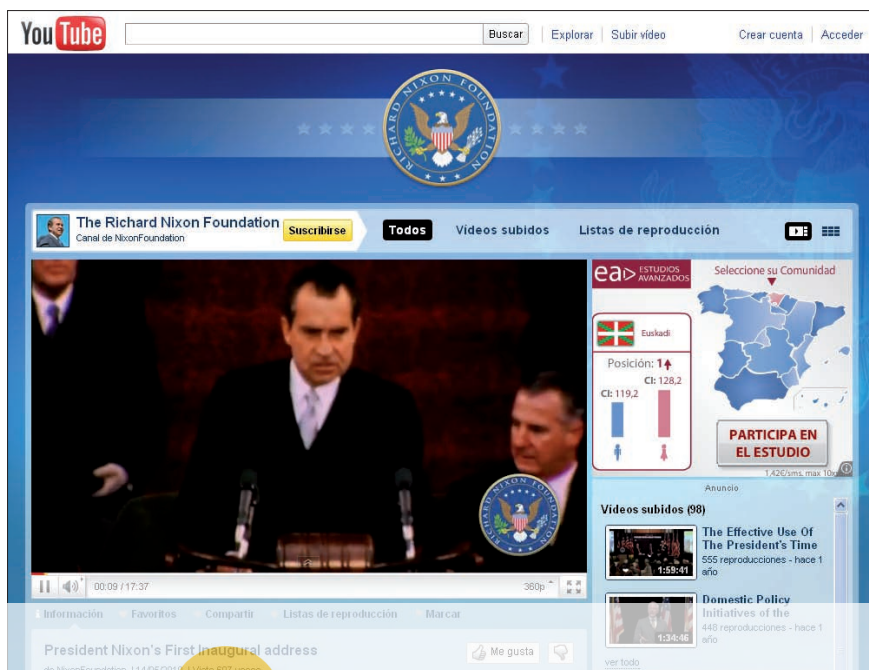 YouTube
Buscar
Explorar
Subir vídeo
Crear cuenta
Acceder
RICHARD NIXON FOUNDATION
The Richard Nixon Foundation
Canal de NixonFoundation
Suscribirse
Todos
Vídeos subidos
Listas de reproducción
ea ESTUDIOS
AVANZADOS
Seleccione su Comunidad
Euskadi
Posición: 1
CI: 128,2
CI: 119,2
PARTICIPA EN
EL ESTUDIO
1,42€/sms, max 10
Anuncio
Vídeos subidos (98)
The Effective Use Of
The President's Time
555 reproducciones - hace 1
año
1:59:41
Domestic Policy
Initiatives of the
448 reproducciones - hace 1
año
1:34:46
ver todo
00:09 / 17:37
360p
Información
Favoritos
Compartir
Listas de reproducción
Marcar
President Nixon's First Inaugural address
Me gusta
de NixonFoundation